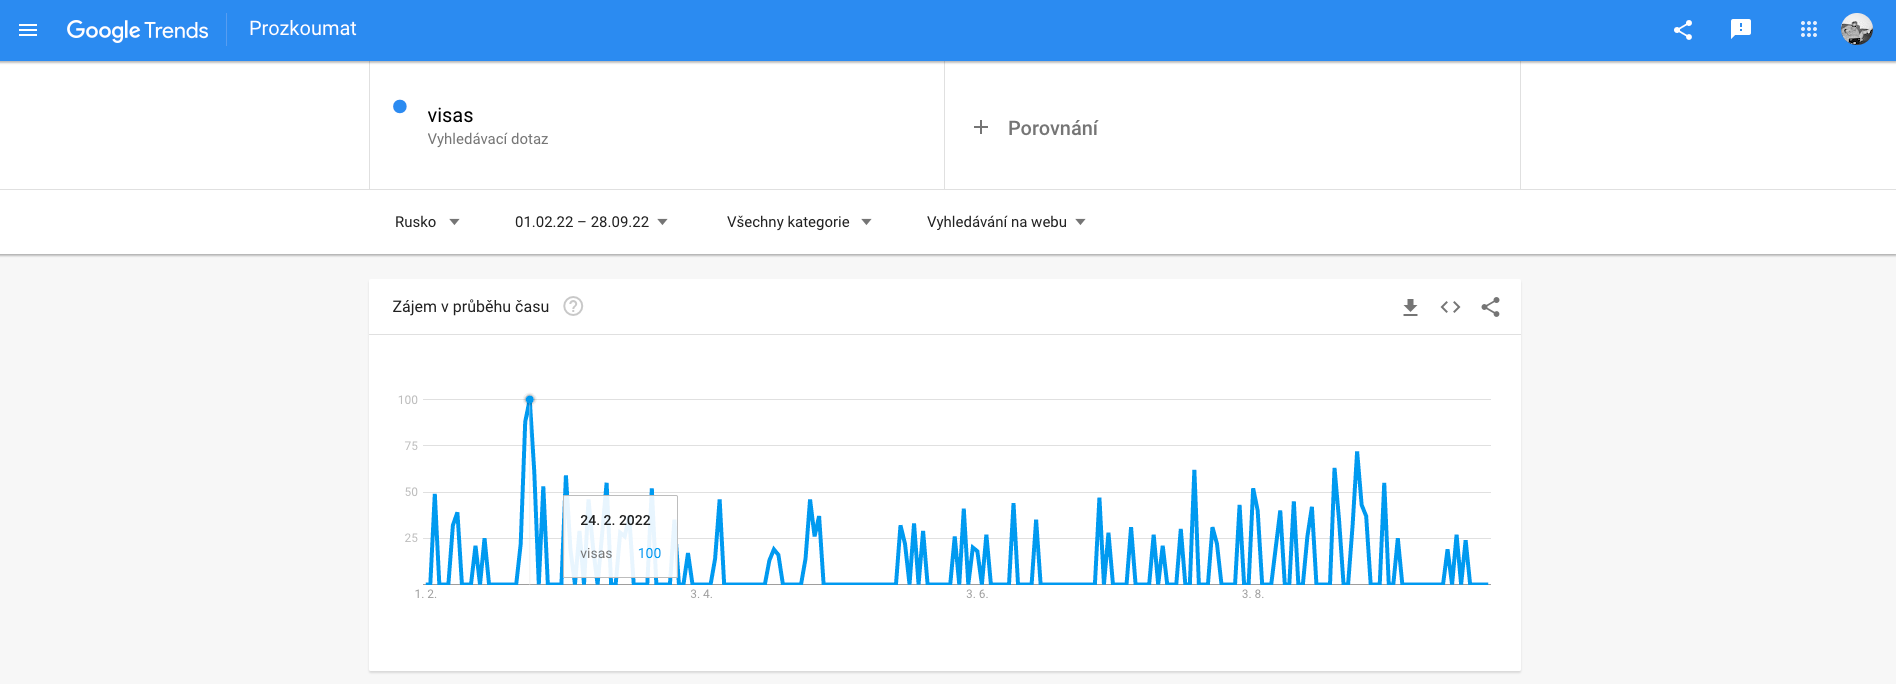 Google Trends
Prozkoumat
visas
Vyhledávací dotaz
Porovnání
Rusko
01.02.22 – 28.09.22
Všechny kategorie
Vyhledávání na webu
Zájem v průběhu času
100
75
50
25
24. 2. 2022
visas 100
1. 2.
3. 4.
3. 6.
3. 8.